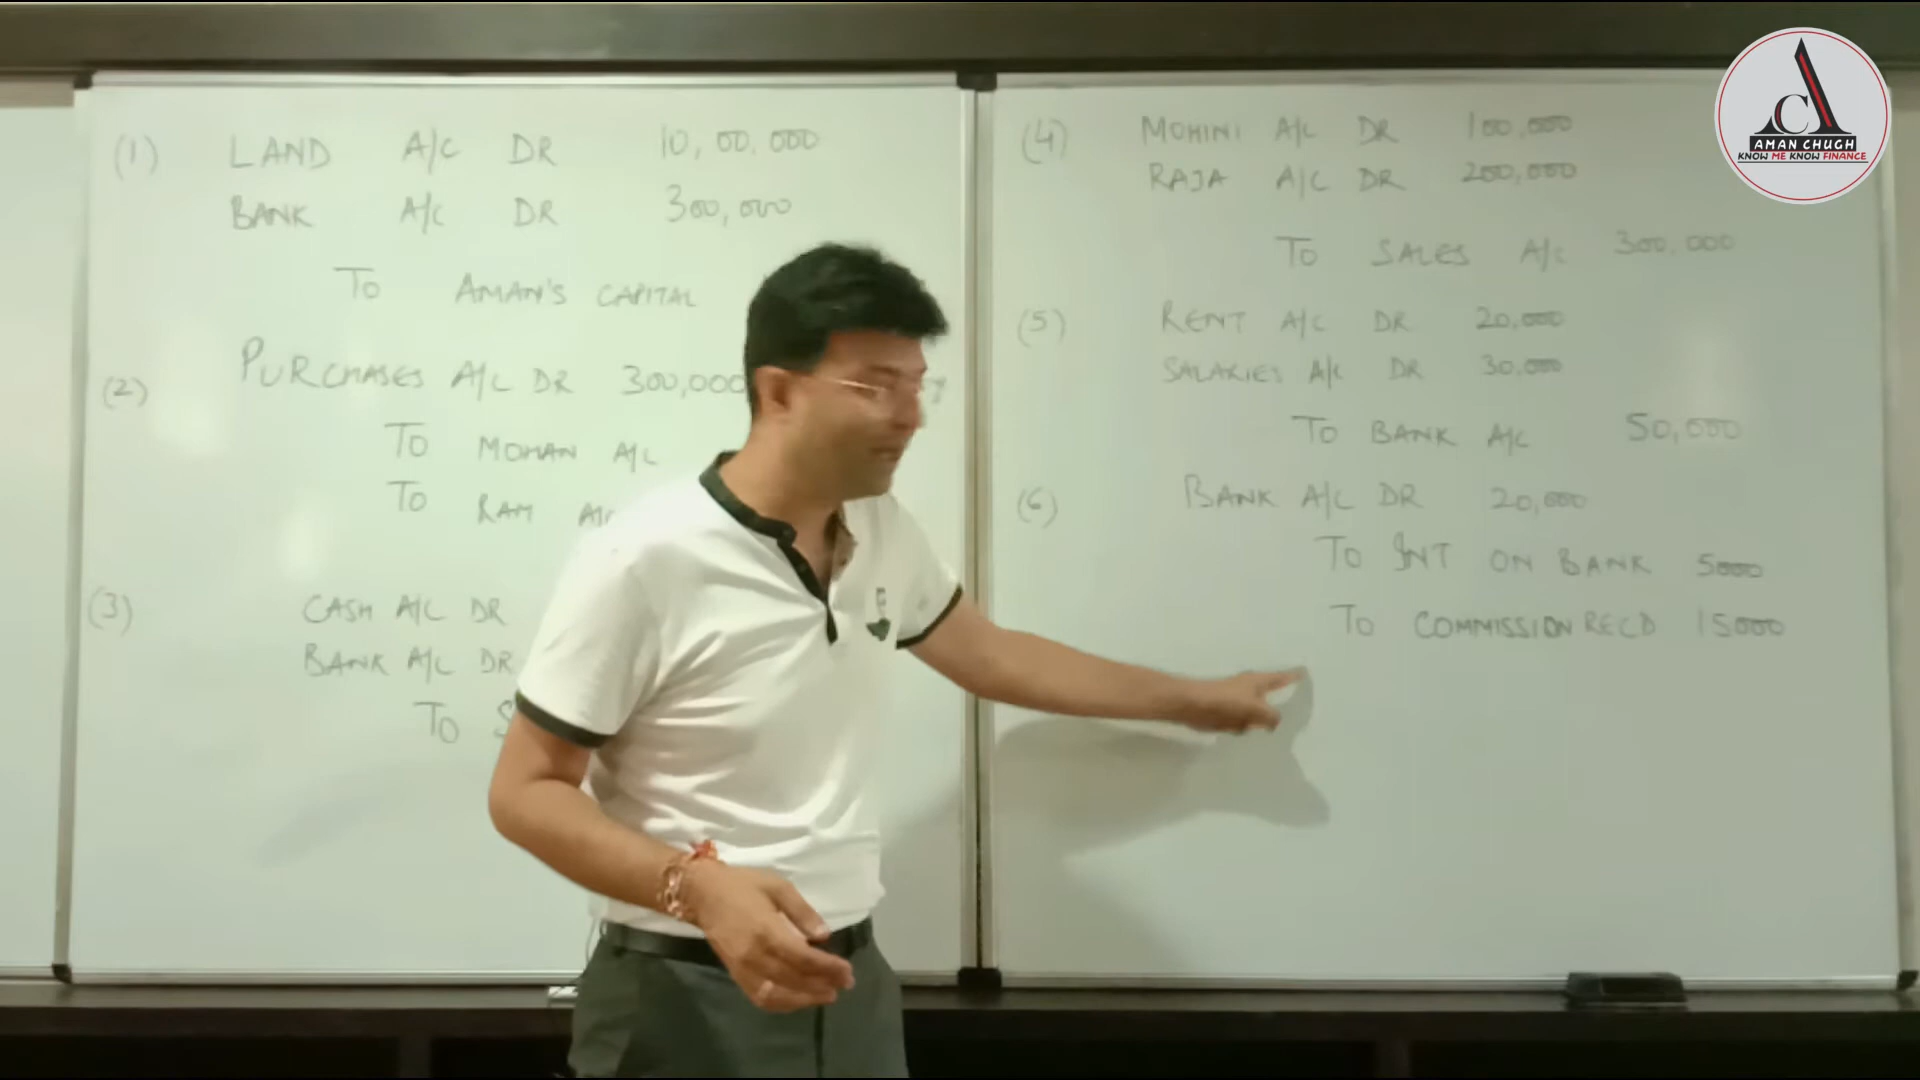 (1) LAND A/C DR 10,00,000
BANK A/C DR 300,000
TO AMAN'S CAPITAL
(2) PURCHASES A/C DR 300,000
TO MOHAN A/C
TO RAM A/C
(3) CASH A/C DR
BANK A/C DR
TO S
(4) MOHINI A/C DR 100,000
RAJA A/C DR 200,000
TO SALES A/C 300,000
(5) RENT A/C DR 20,000
SALARIES A/C DR 30,000
TO BANK A/C 50,000
(6) BANK A/C DR 20,000
TO INT ON BANK 5000
TO COMMISSION RECD 15000
AC
AMAN CHUGH
KNOW ME KNOW FINANCE